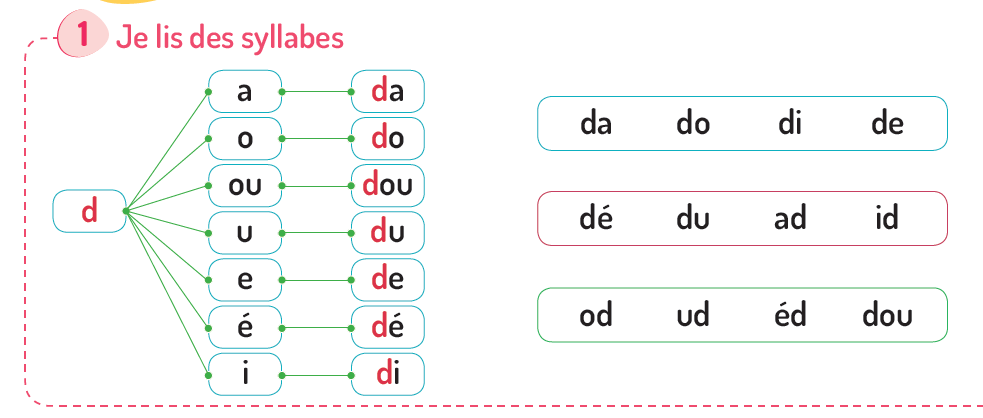 1 Je lis des syllabes
d
a da
o do
ou dou
u du
e de
é dé
i di
da do di de
dé du ad id
od ud éd dou